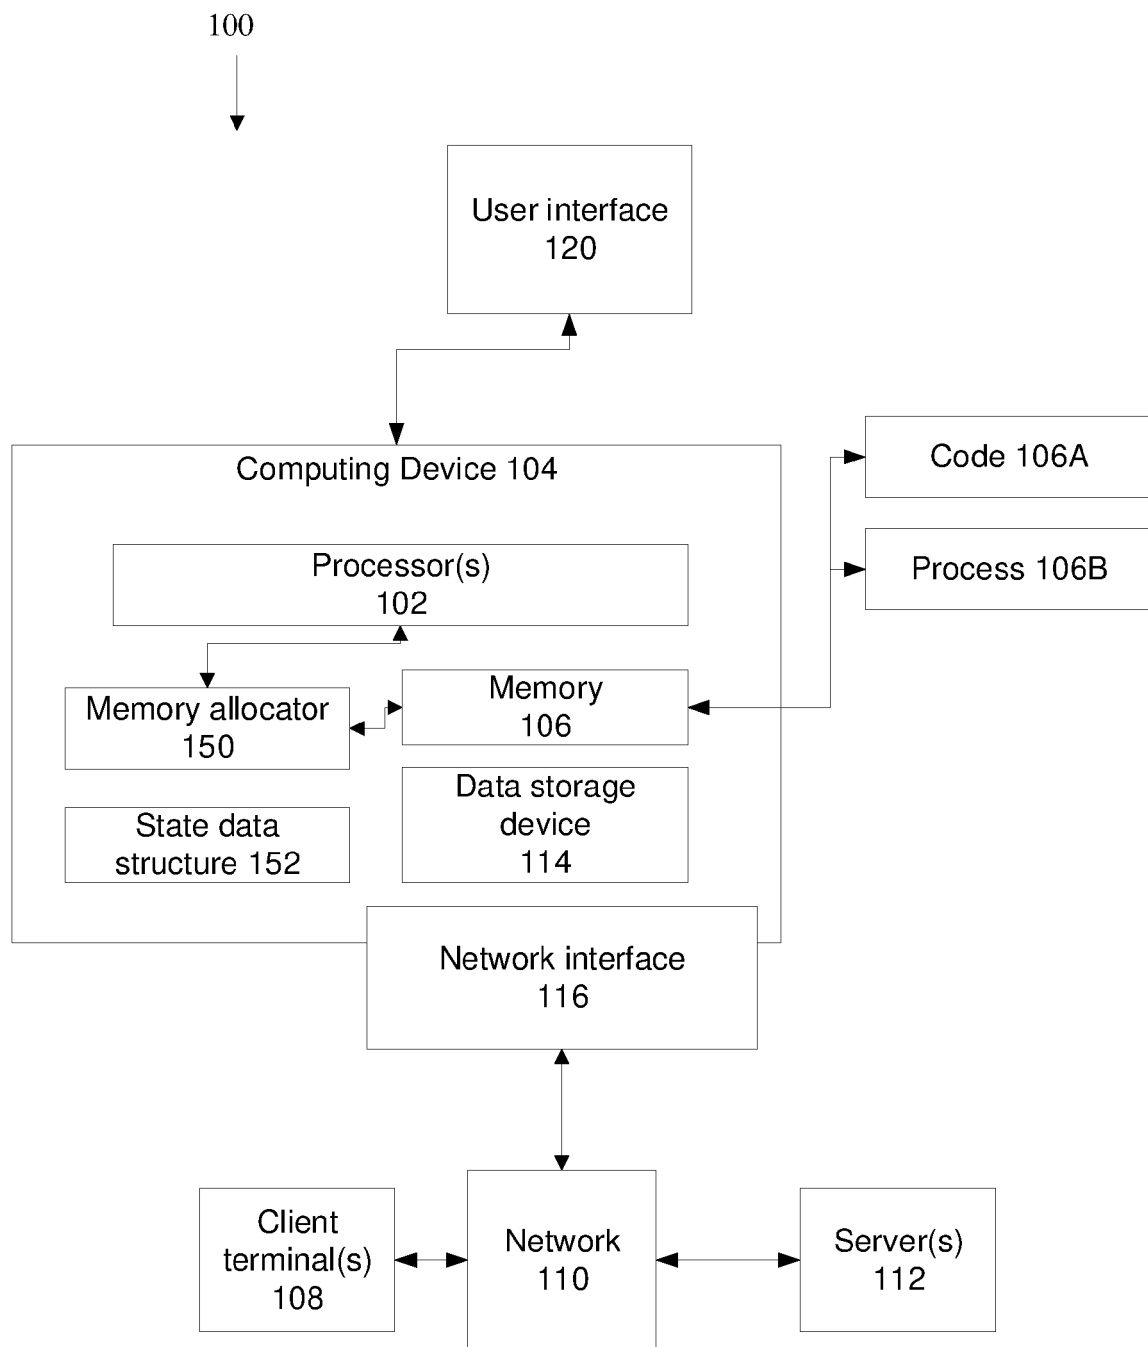 100
User interface
120
Computing Device 104
Code 106A
Process 106B
Processor(s)
102
Memory allocator
150
Memory
106
State data
structure 152
Data storage
device
114
Network interface
116
Client
terminal(s)
108
Network
110
Server(s)
112